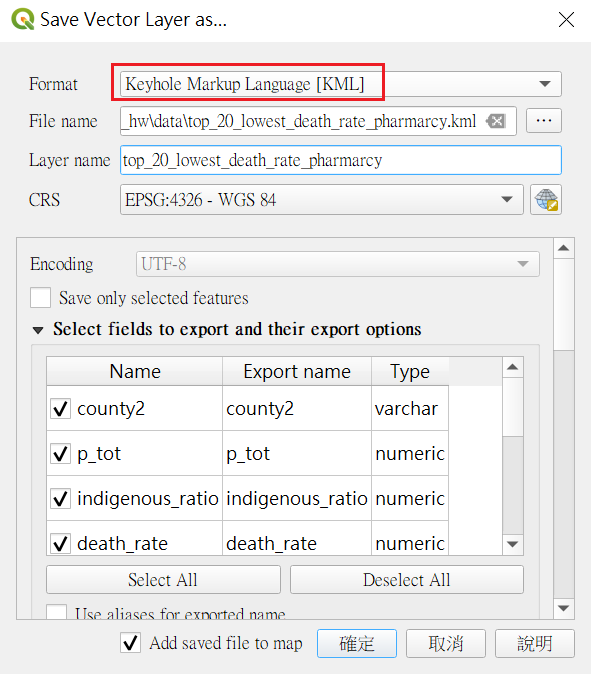 Save Vector Layer as...
Format Keyhole Markup Language [KML]
File name _hw\data\top_20_lowest_death_rate_pharmarcy.kml ...
Layer name top_20_lowest_death_rate_pharmarcy
CRS EPSG:4326 - WGS 84
Encoding UTF-8
Save only selected features
Select fields to export and their export options
Name Export name Type
county2 county2 varchar
p_tot p_tot numeric
indigenous_ratio indigenous_ratio numeric
death_rate death_rate numeric
Select All Deselect All
Use aliases for exported name
Add saved file to map 確定 取消 說明